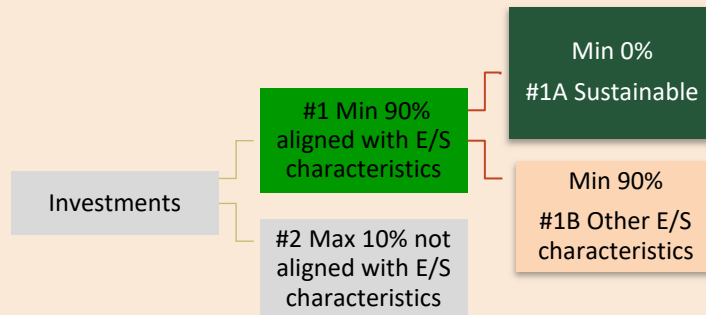 Investments
#1 Min 90%
aligned with E/S
characteristics
#2 Max 10% not
aligned with E/S
characteristics
Min 0%
#1A Sustainable
Min 90%
#1B Other E/S
characteristics